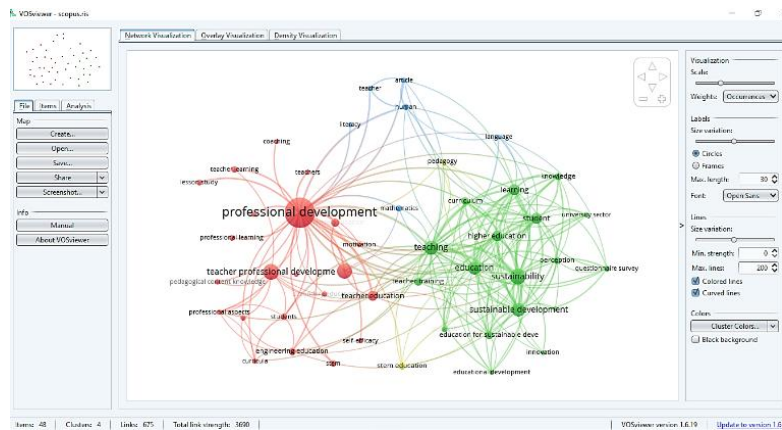 VOSviewer - scopus.ris
Network Visualization
Overlay Visualization
Density Visualization
File
Items
Analysis
Map
Create...
Open...
Save...
Share
Screenshot...
Info
Manual
About VOSviewer
article
teacher
human
literacy
language
coaching
pedagogy
teacher learning
teachers
knowledge
lesson study
learning
curriculum
professional development
mathematics
student
university sector
professional learning
higher education
motivation
teaching
perception
teacher professional developme
education
questionnaire survey
pedagogical content knowledge
teacher training
sustainability
teacher education
professional aspects
students
sustainable development
self efficacy
education for sustainable deve
engineering education
innovation
curricula
stem
stem education
educational development
Visualization
Scale:
Weights:
Occurrences
Labels
Size variation:
Circles
Frames
Max. length:
30
Font:
Open Sans
Lines
Size variation:
Min. strength:
0
Max. lines:
200
Colored lines
Curved lines
Colors
Cluster Colors...
Black background
Items: 48
Clusters: 4
Links: 675
Total link strength: 3690
VOSviewer version 1.6.19
Update to version 1.6